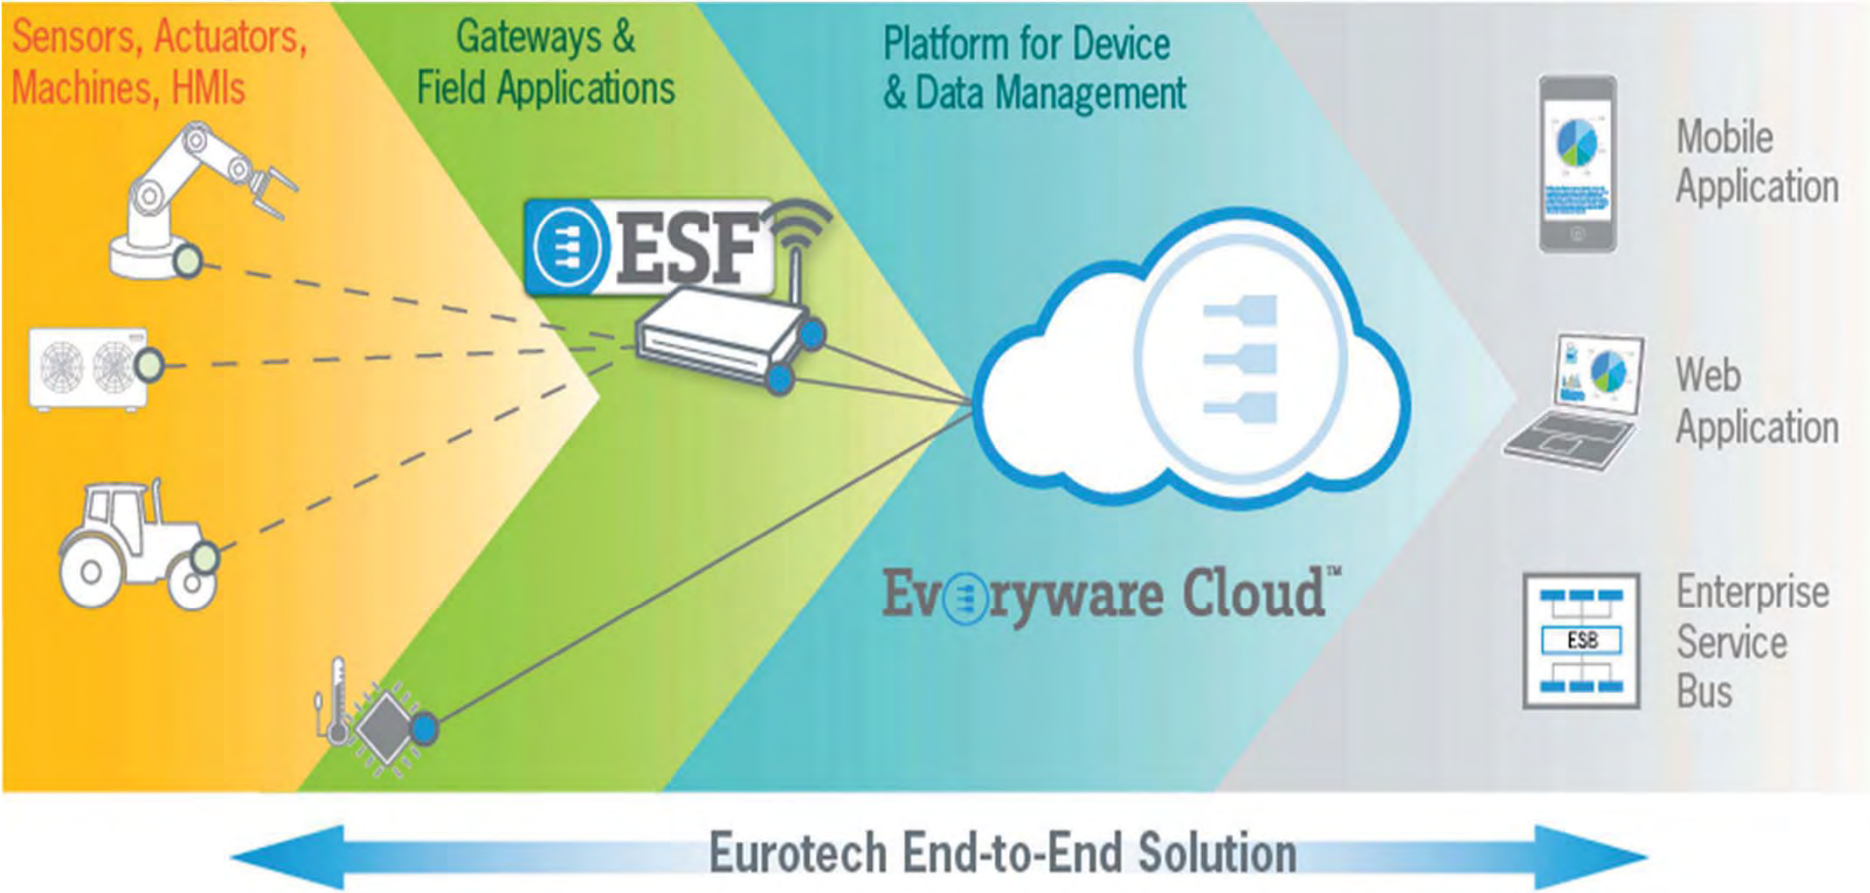 Sensors, Actuators,
Machines, HMIs
Gateways &
Field Applications
Platform for Device
& Data Management
ESF
Everyware Cloud™
Mobile
Application
Web
Application
ESB
Enterprise
Service
Bus
Eurotech End-to-End Solution